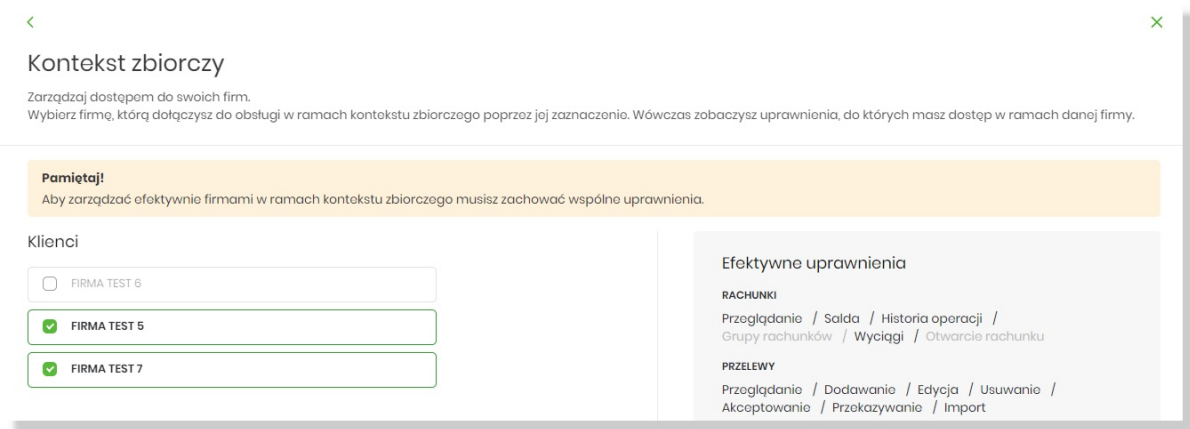 Kontekst zbiorczy
Zarządzaj dostępem do swoich firm.
Wybierz firmę, którą dołączysz do obsługi w ramach kontekstu zbiorczego poprzez jej zaznaczenie. Wówczas zobaczysz uprawnienia, do których masz dostęp w ramach danej firmy.
Pamiętaj!
Aby zarządzać efektywnie firmami w ramach kontekstu zbiorczego musisz zachować wspólne uprawnienia.
Klienci
FIRMA TEST 6
FIRMA TEST 5
FIRMA TEST 7
Efektywne uprawnienia
RACHUNKI
Przeglądanie / Salda / Historia operacji /
Grupy rachunków / Wyciągi / Otwarcie rachunku
PRZELEWY
Przeglądanie / Dodawanie / Edycja / Usuwanie /
Akceptowanie / Przekazywanie / Import